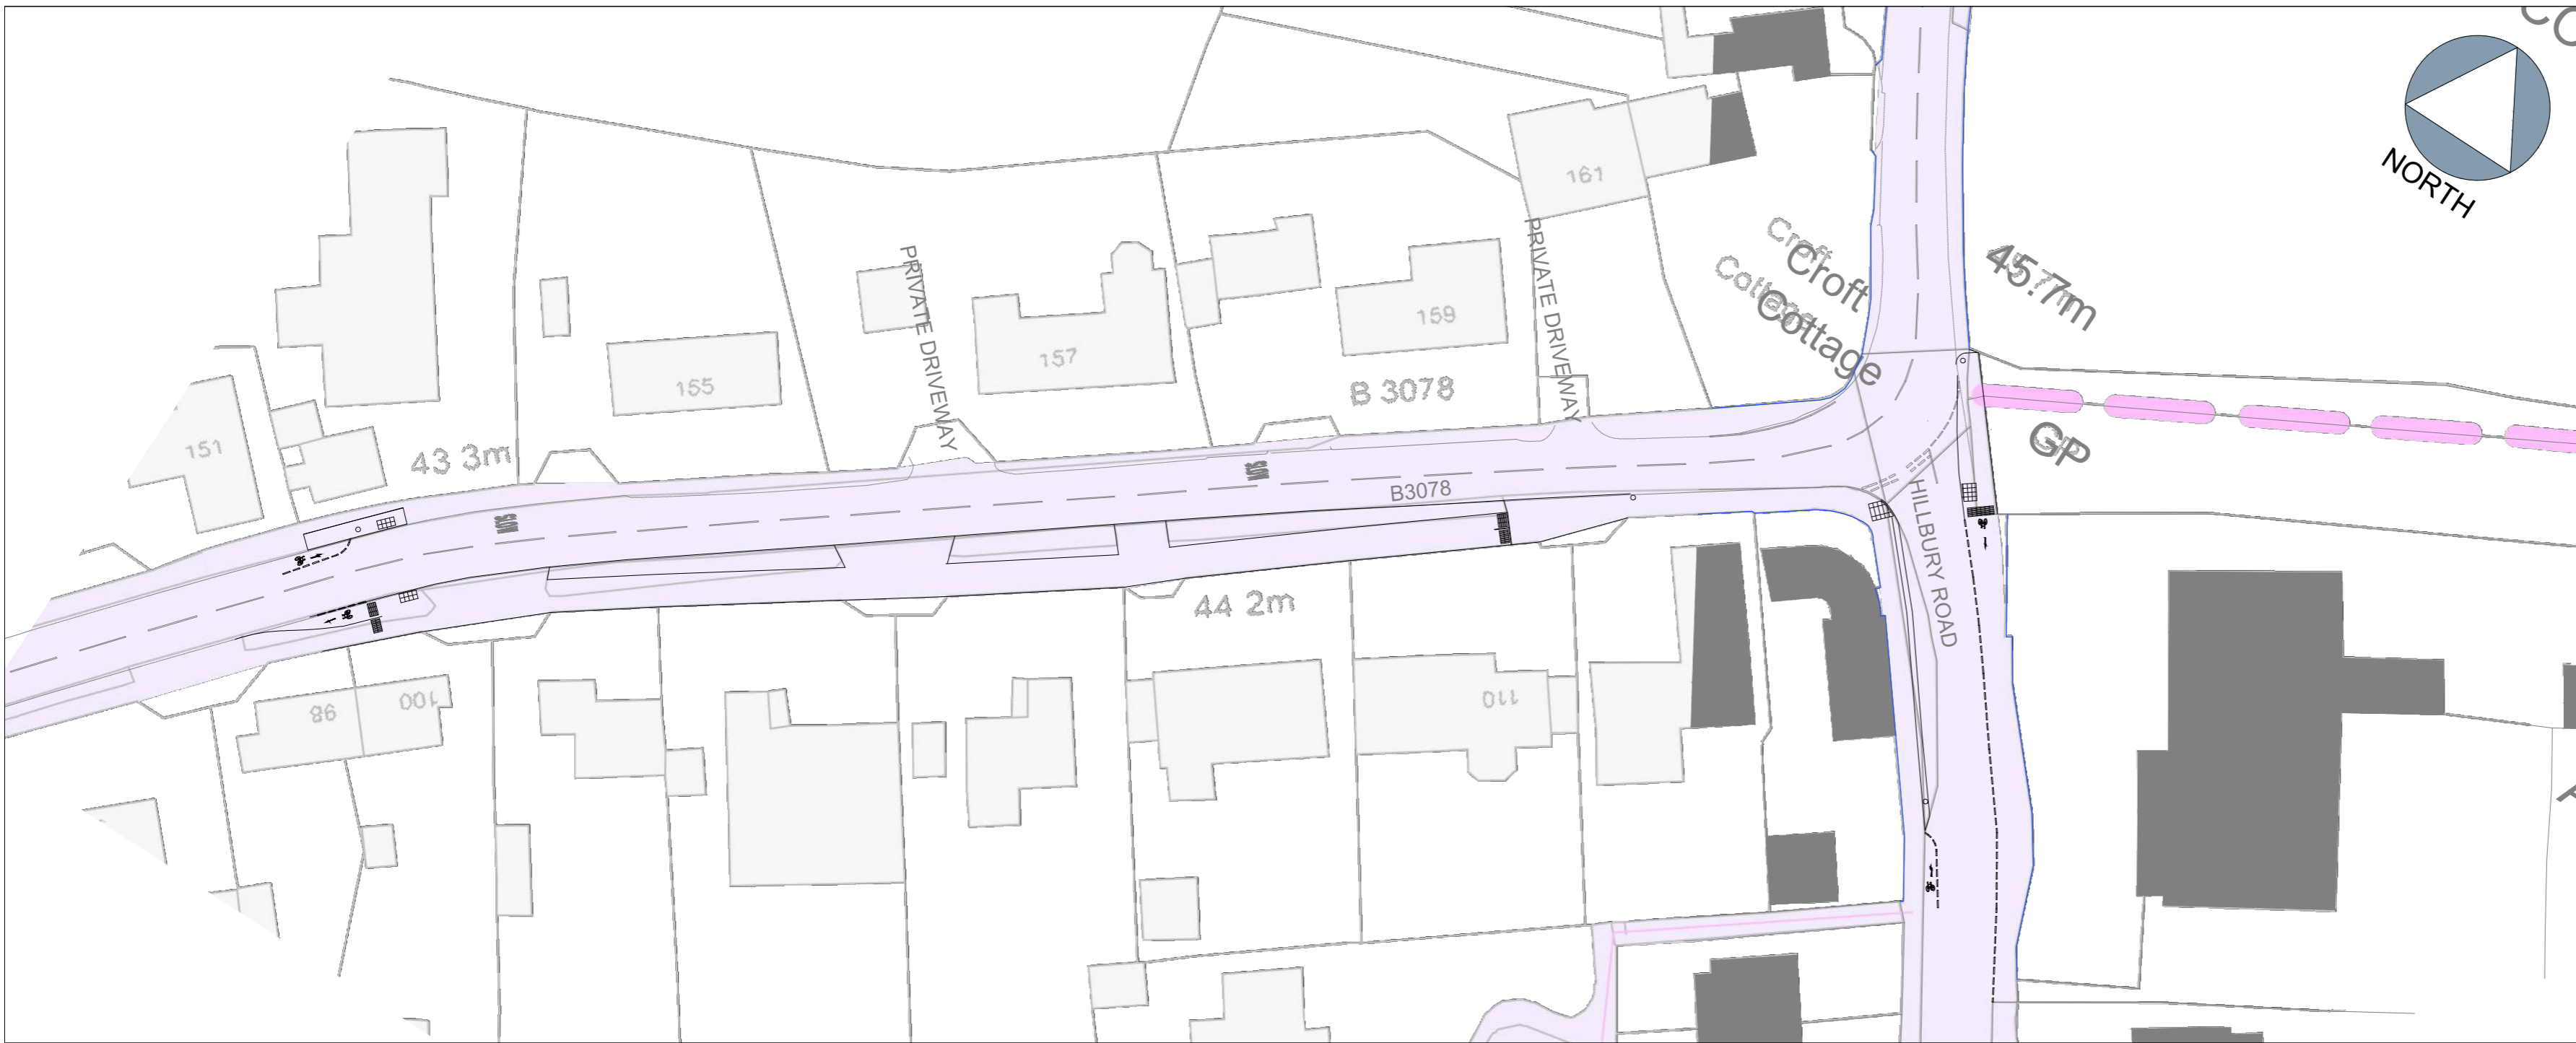 NORTH
161
PRIVATE DRIVEWAY
PRIVATE DRIVEWAY
Croft
Cottage
Croft
Cottage
45.7m
159
157
B 3078
155
151
43 3m
GP
B3078
HILLBURY ROAD
44 2m
98
100
110